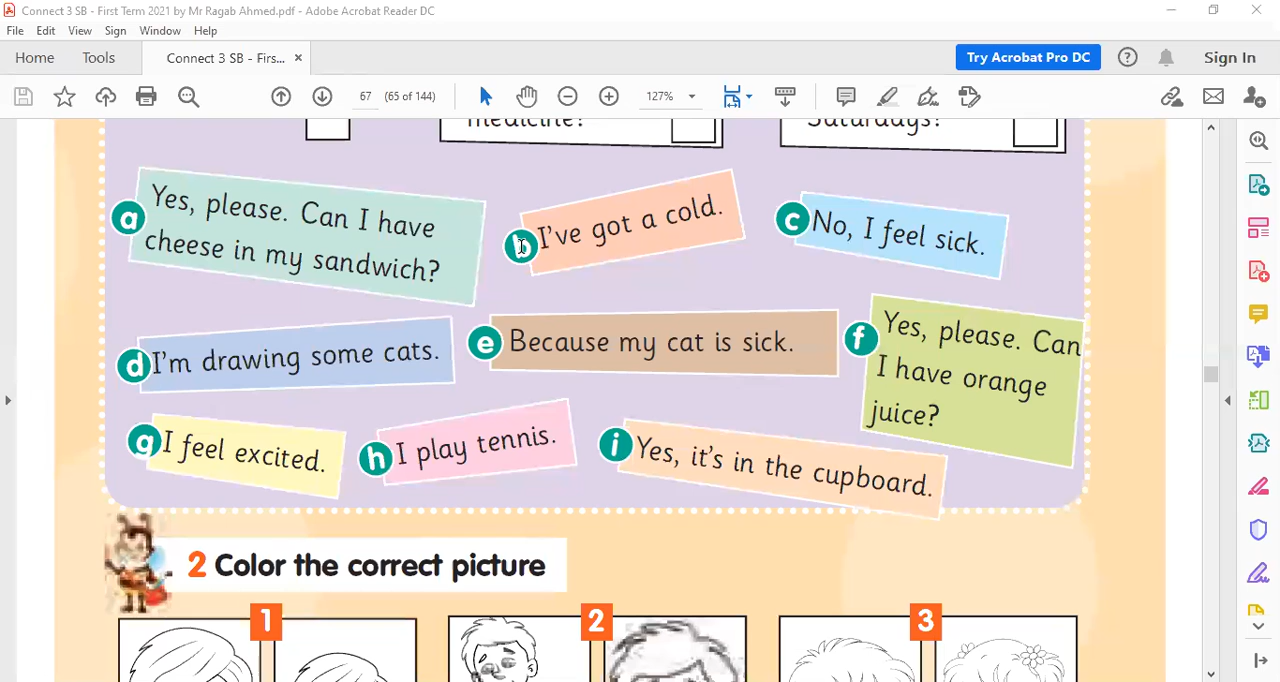 Connect 3 SB - First Term 2021 by Mr Ragab Ahmed.pdf - Adobe Acrobat Reader DC
File Edit View Sign Window Help
Home Tools Connect 3 SB - Firs... × Try Acrobat Pro DC Sign In
67 (65 of 144) 127%
medicine? Saturdays?
a Yes, please. Can I have
cheese in my sandwich?
b I've got a cold.
c No, I feel sick.
d I'm drawing some cats.
e Because my cat is sick.
f Yes, please. Can
I have orange
juice?
g I feel excited.
h I play tennis.
i Yes, it's in the cupboard.
2 Color the correct picture
1 2 3